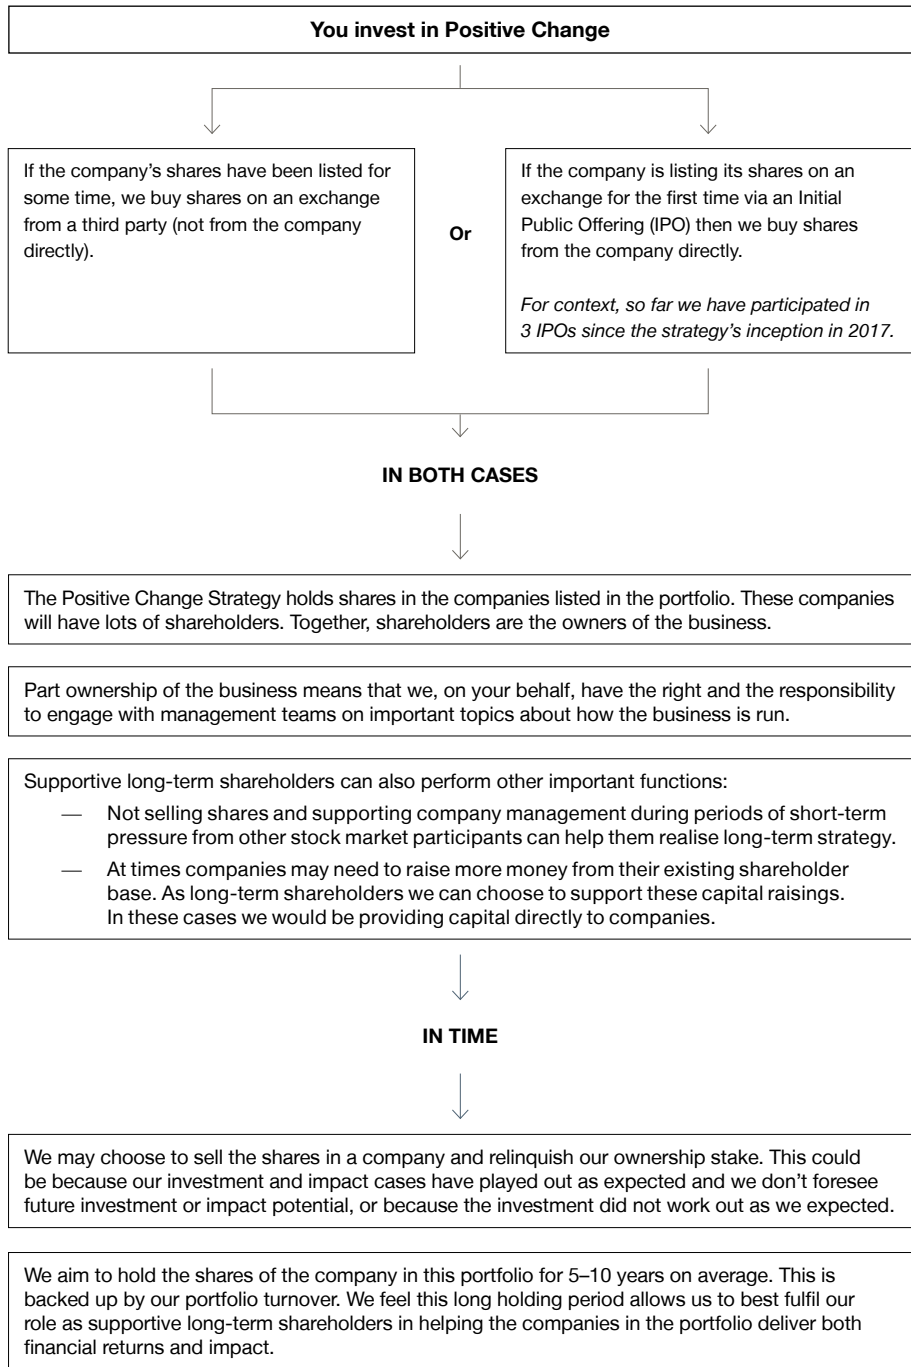 You invest in Positive Change
If the company’s shares have been listed for
some time, we buy shares on an exchange
from a third party (not from the company
directly).
Or
If the company is listing its shares on an
exchange for the first time via an Initial
Public Offering (IPO) then we buy shares
from the company directly.
For context, so far we have participated in
3 IPOs since the strategy’s inception in 2017.
IN BOTH CASES
The Positive Change Strategy holds shares in the companies listed in the portfolio. These companies
will have lots of shareholders. Together, shareholders are the owners of the business.
Part ownership of the business means that we, on your behalf, have the right and the responsibility
to engage with management teams on important topics about how the business is run.
Supportive long-term shareholders can also perform other important functions:
— Not selling shares and supporting company management during periods of short-term
pressure from other stock market participants can help them realise long-term strategy.
— At times companies may need to raise more money from their existing shareholder
base. As long-term shareholders we can choose to support these capital raisings.
In these cases we would be providing capital directly to companies.
IN TIME
We may choose to sell the shares in a company and relinquish our ownership stake. This could
be because our investment and impact cases have played out as expected and we don’t foresee
future investment or impact potential, or because the investment did not work out as we expected.
We aim to hold the shares of the company in this portfolio for 5–10 years on average. This is
backed up by our portfolio turnover. We feel this long holding period allows us to best fulfil our
role as supportive long-term shareholders in helping the companies in the portfolio deliver both
financial returns and impact.